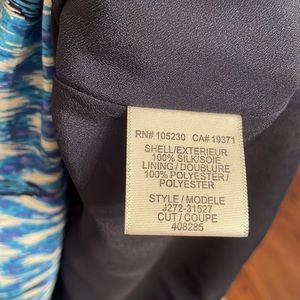 RN# 105230 CA# 19371
SHELL/EXTERIEUR
100% SILK/SOIE
LINING / DOUBLURE
100% POLYESTER /
POLYESTER
STYLE / MODELE
J272-31527
CUT / COUPE
408285